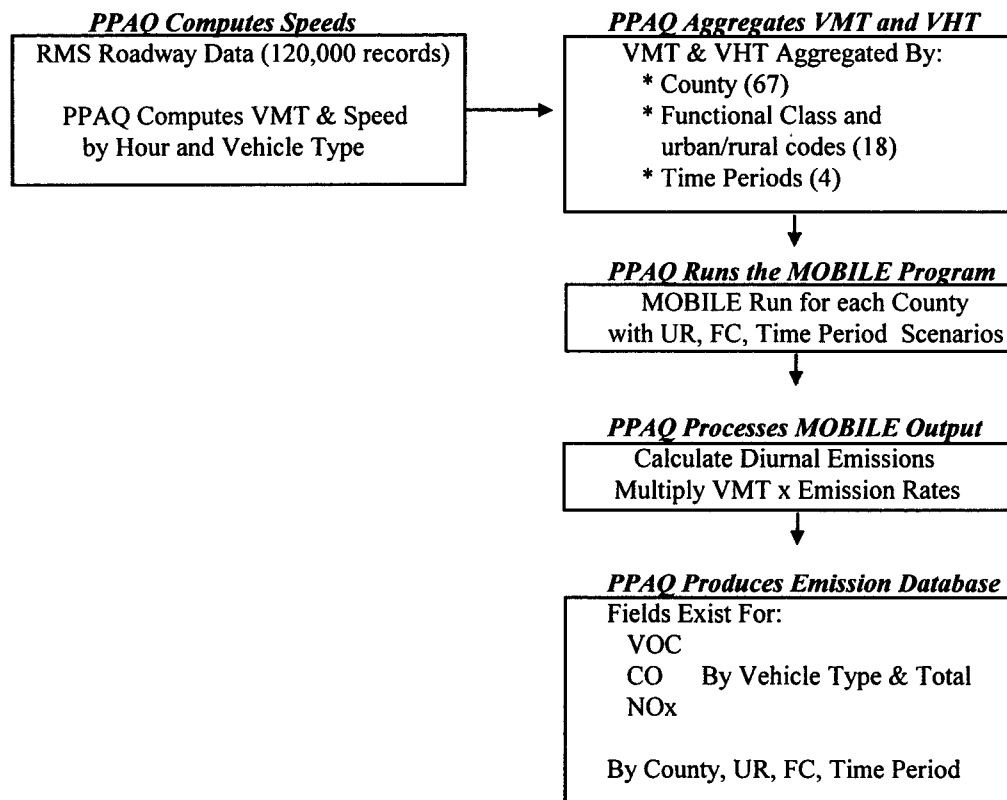 PPAQ Computes Speeds
RMS Roadway Data (120,000 records)
PPAQ Computes VMT & Speed
by Hour and Vehicle Type
PPAQ Aggregates VMT and VHT
VMT & VHT Aggregated By:
* County (67)
* Functional Class and
urban/rural codes (18)
* Time Periods (4)
PPAQ Runs the MOBILE Program
MOBILE Run for each County
with UR, FC, Time Period Scenarios
PPAQ Processes MOBILE Output
Calculate Diurnal Emissions
Multiply VMT x Emission Rates
PPAQ Produces Emission Database
Fields Exist For:
VOC
CO By Vehicle Type & Total
NOx
By County, UR, FC, Time Period